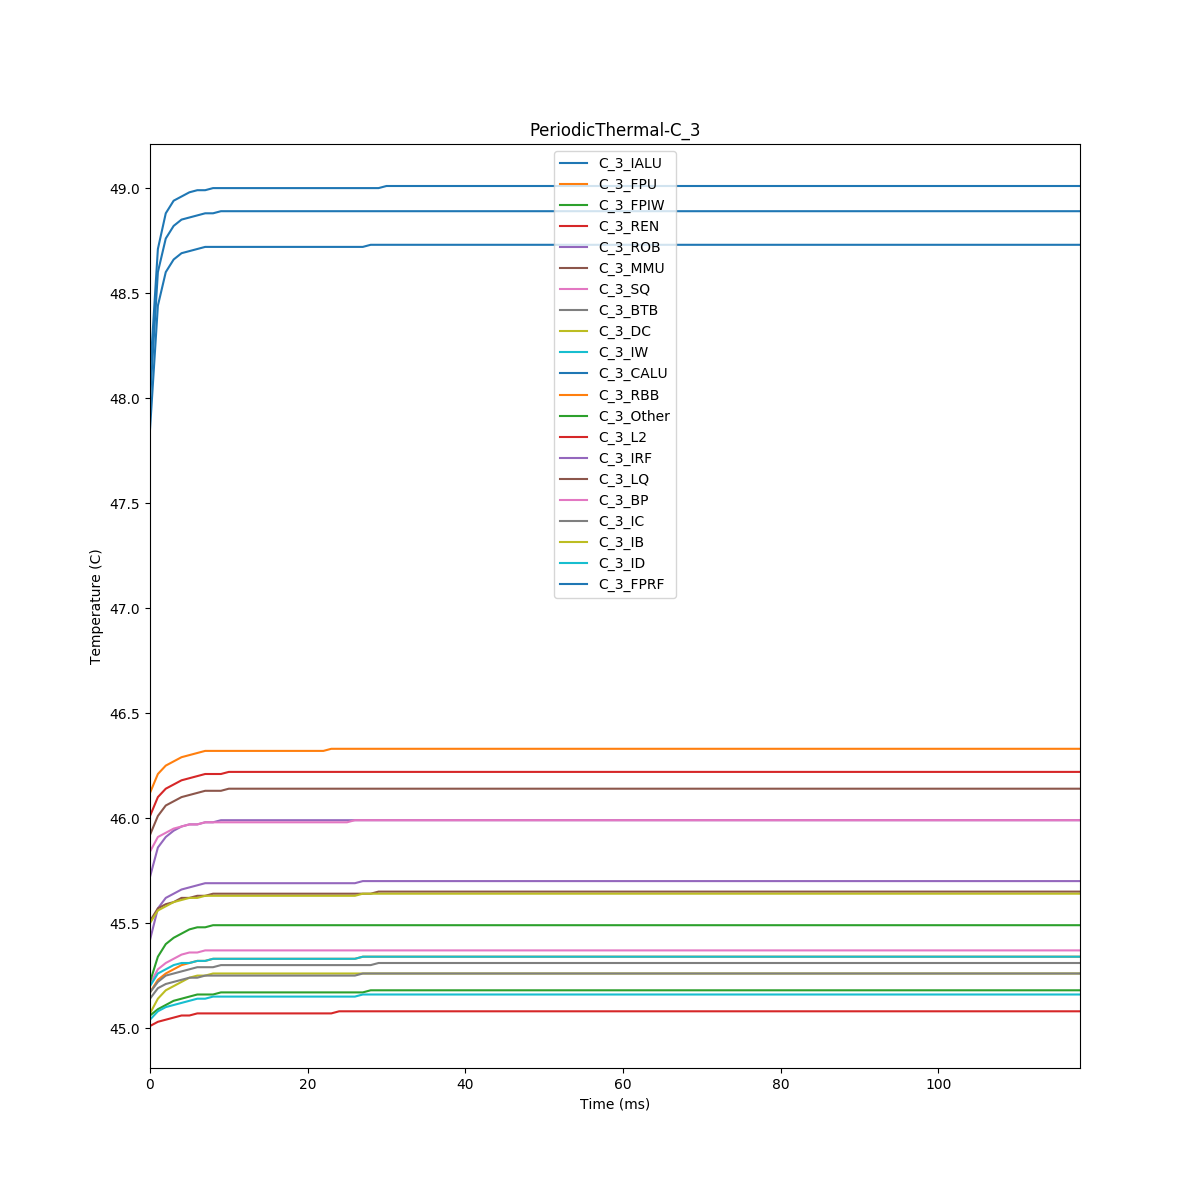 PeriodicThermal-C_3
C_3_IALU
C_3_FPU
C_3_FPIW
C_3_REN
C_3_ROB
C_3_MMU
C_3_SQ
C_3_BTB
C_3_DC
C_3_IW
C_3_CALU
C_3_RBB
C_3_Other
C_3_L2
C_3_IRF
C_3_LQ
C_3_BP
C_3_IC
C_3_IB
C_3_ID
C_3_FPRF
49.0
48.5
48.0
47.5
47.0
46.5
46.0
45.5
45.0
Temperature (C)
0 20 40 60 80 100
Time (ms)